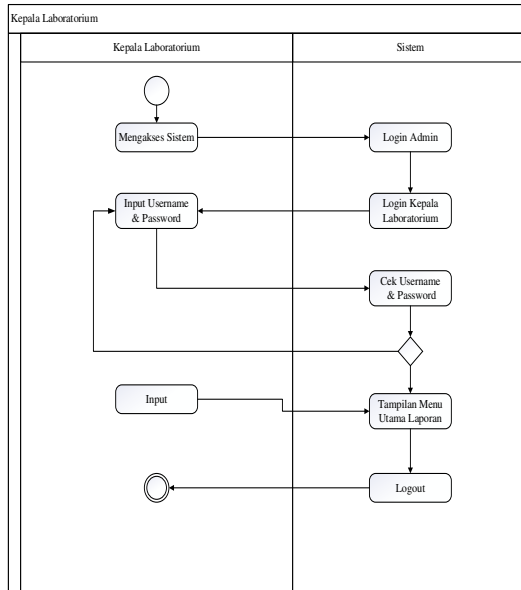 Kepala Laboratorium
Kepala Laboratorium
Sistem
Mengakses Sistem
Login Admin
Input Username
& Password
Login Kepala
Laboratorium
Cek Username
& Password
Input
Tampilan Menu
Utama Laporan
Logout